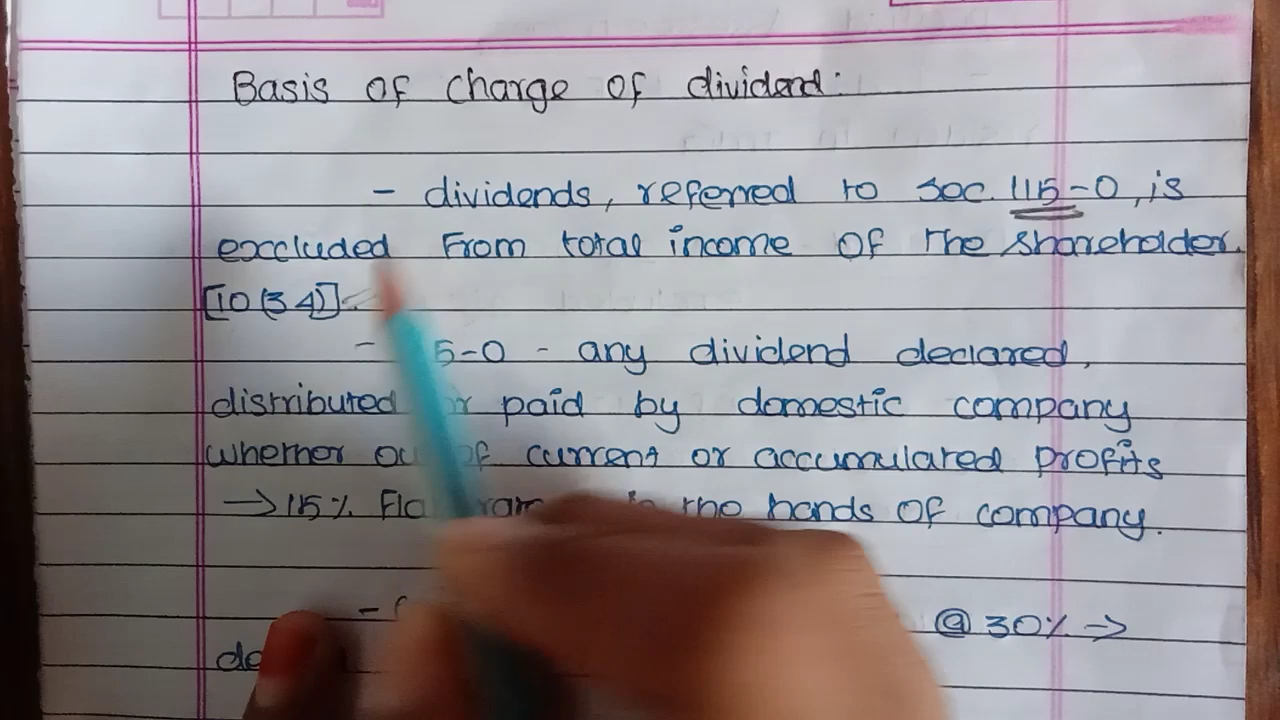 Basis of charge of dividend:
- dividends, referred to sec. 115-O, is
excluded from total income of the shareholder.
[10(34)].
- 5-O - any dividend declared,
distributed or paid by domestic company
whether of current or accumulated profits
→ 15% in the hands of company.
- @ 30% →